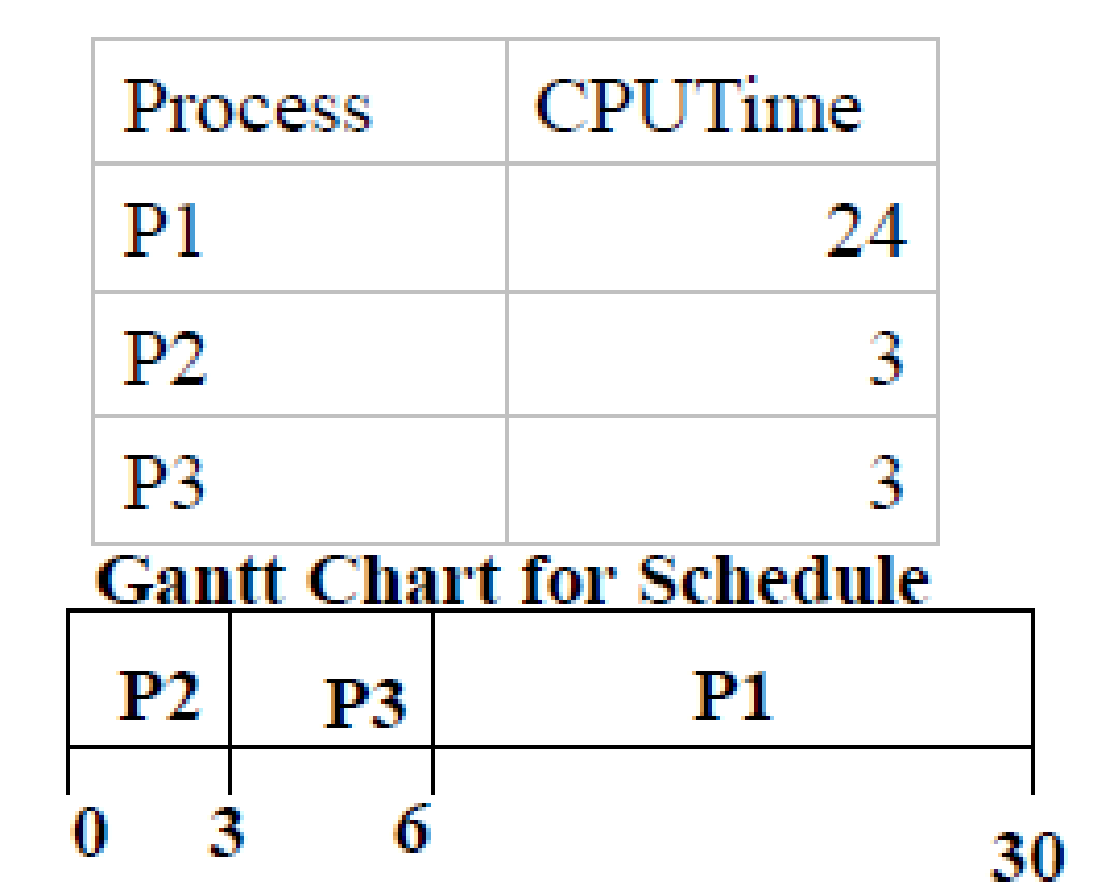 Process CPUTime
P1 24
P2 3
P3 3
Gantt Chart for Schedule
P2 P3 P1
0 3 6 30